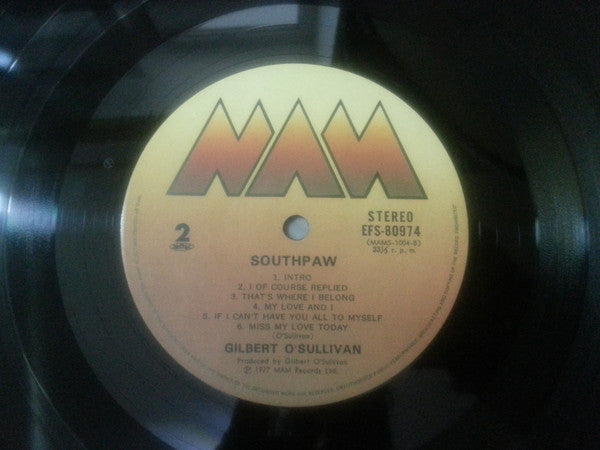 MAM
STEREO
2
EFS-80974
(MAMS-1004-B)
33⅓ r. p. m.
SOUTHPAW
1. INTRO
2. I OF COURSE REPLIED
3. THAT'S WHERE I BELONG
4. MY LOVE AND I
5. IF I CAN'T HAVE YOU ALL TO MYSELF
6. MISS MY LOVE TODAY
(O'Sullivan)
GILBERT O'SULLIVAN
Produced by Gilbert O'Sullivan
Ⓟ 1977 MAM Records Ltd.